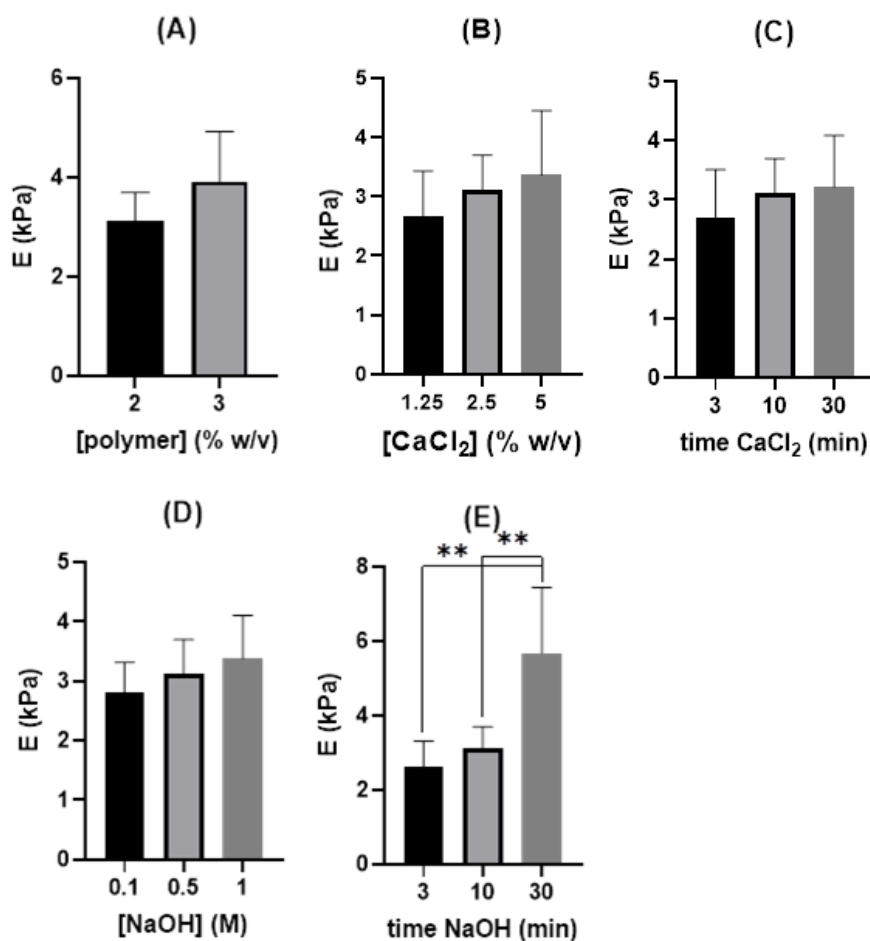 (A)
6
4
2
0
E (kPa)
2 3
[polymer] (% w/v)
(B)
5
4
3
2
1
0
E (kPa)
1.25 2.5 5
[CaCl₂] (% w/v)
(C)
5
4
3
2
1
0
E (kPa)
3 10 30
time CaCl₂ (min)
(D)
5
4
3
2
1
0
E (kPa)
0.1 0.5 1
[NaOH] (M)
(E)
** **
8
6
4
2
0
E (kPa)
3 10 30
time NaOH (min)